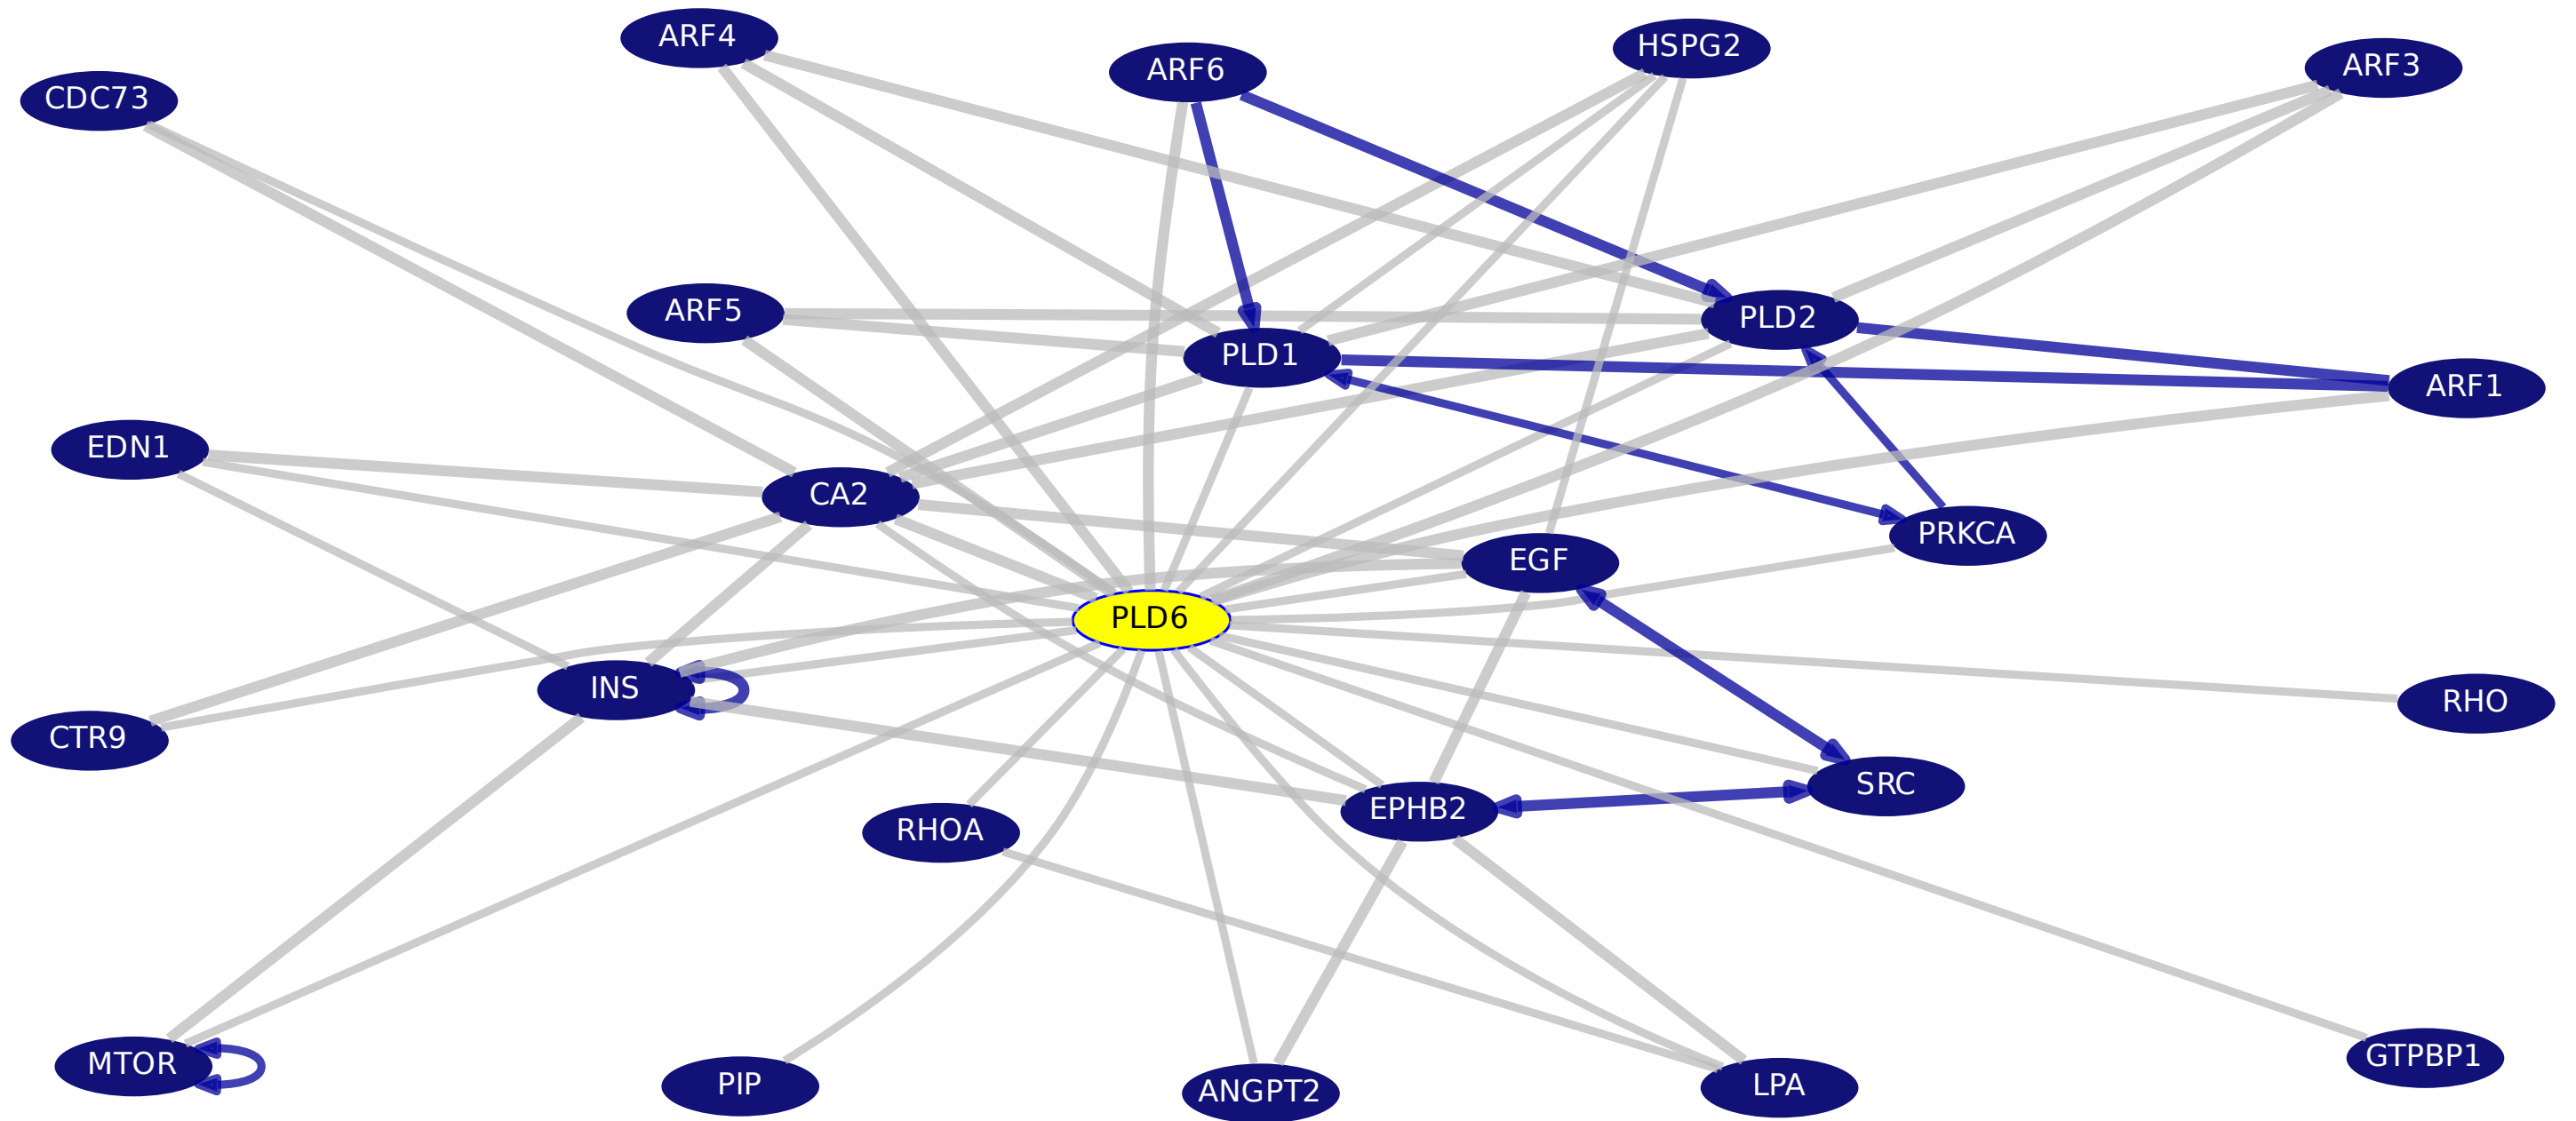 ARF4
HSPG2
ARF3
ARF6
CDC73
ARF5
PLD2
PLD1
ARF1
EDN1
CA2
PRKCA
EGF
PLD6
INS
RHO
CTR9
SRC
EPHB2
RHOA
GTPBP1
MTOR
PIP
LPA
ANGPT2